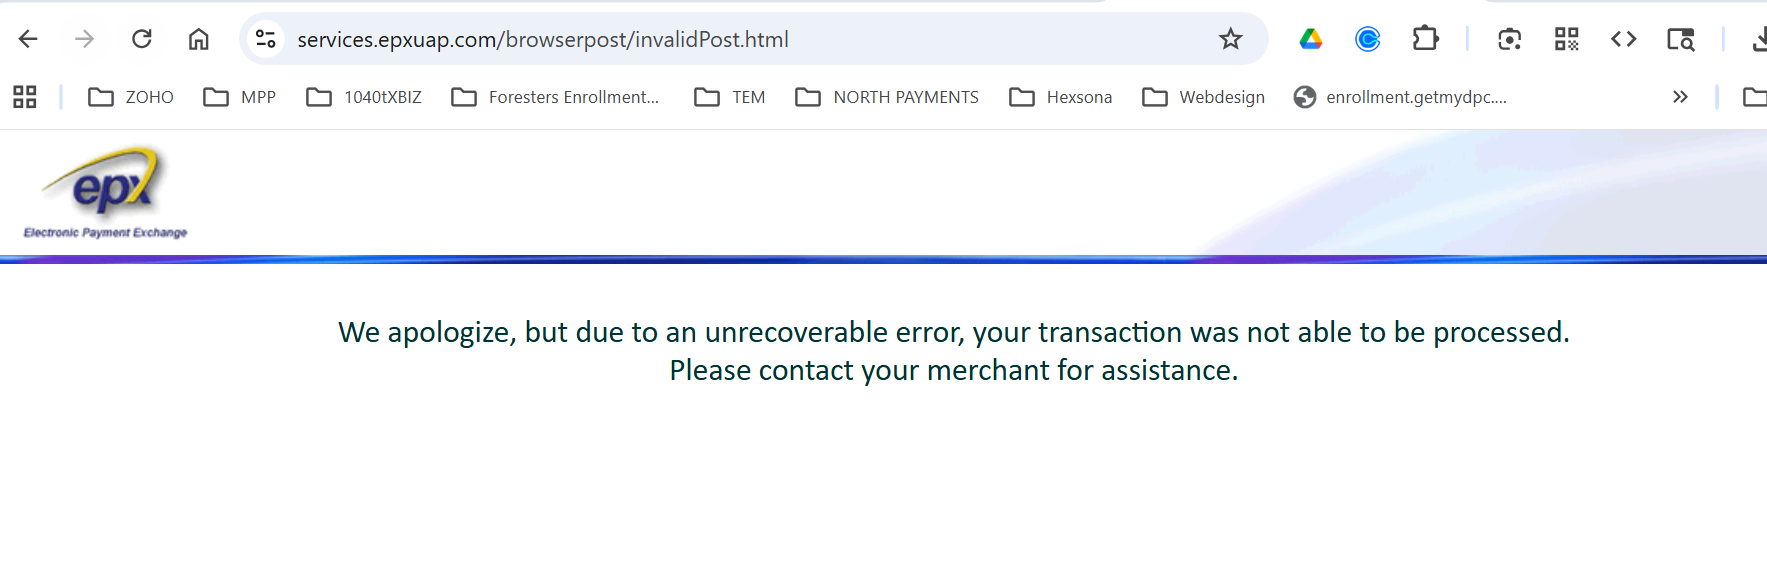 services.epxuap.com/browserpost/invalidPost.html
ZOHO MPP 1040tXBIZ Foresters Enrollment... TEM NORTH PAYMENTS Hexsona Webdesign enrollment.getmydpc....
epx
Electronic Payment Exchange
We apologize, but due to an unrecoverable error, your transaction was not able to be processed.
Please contact your merchant for assistance.